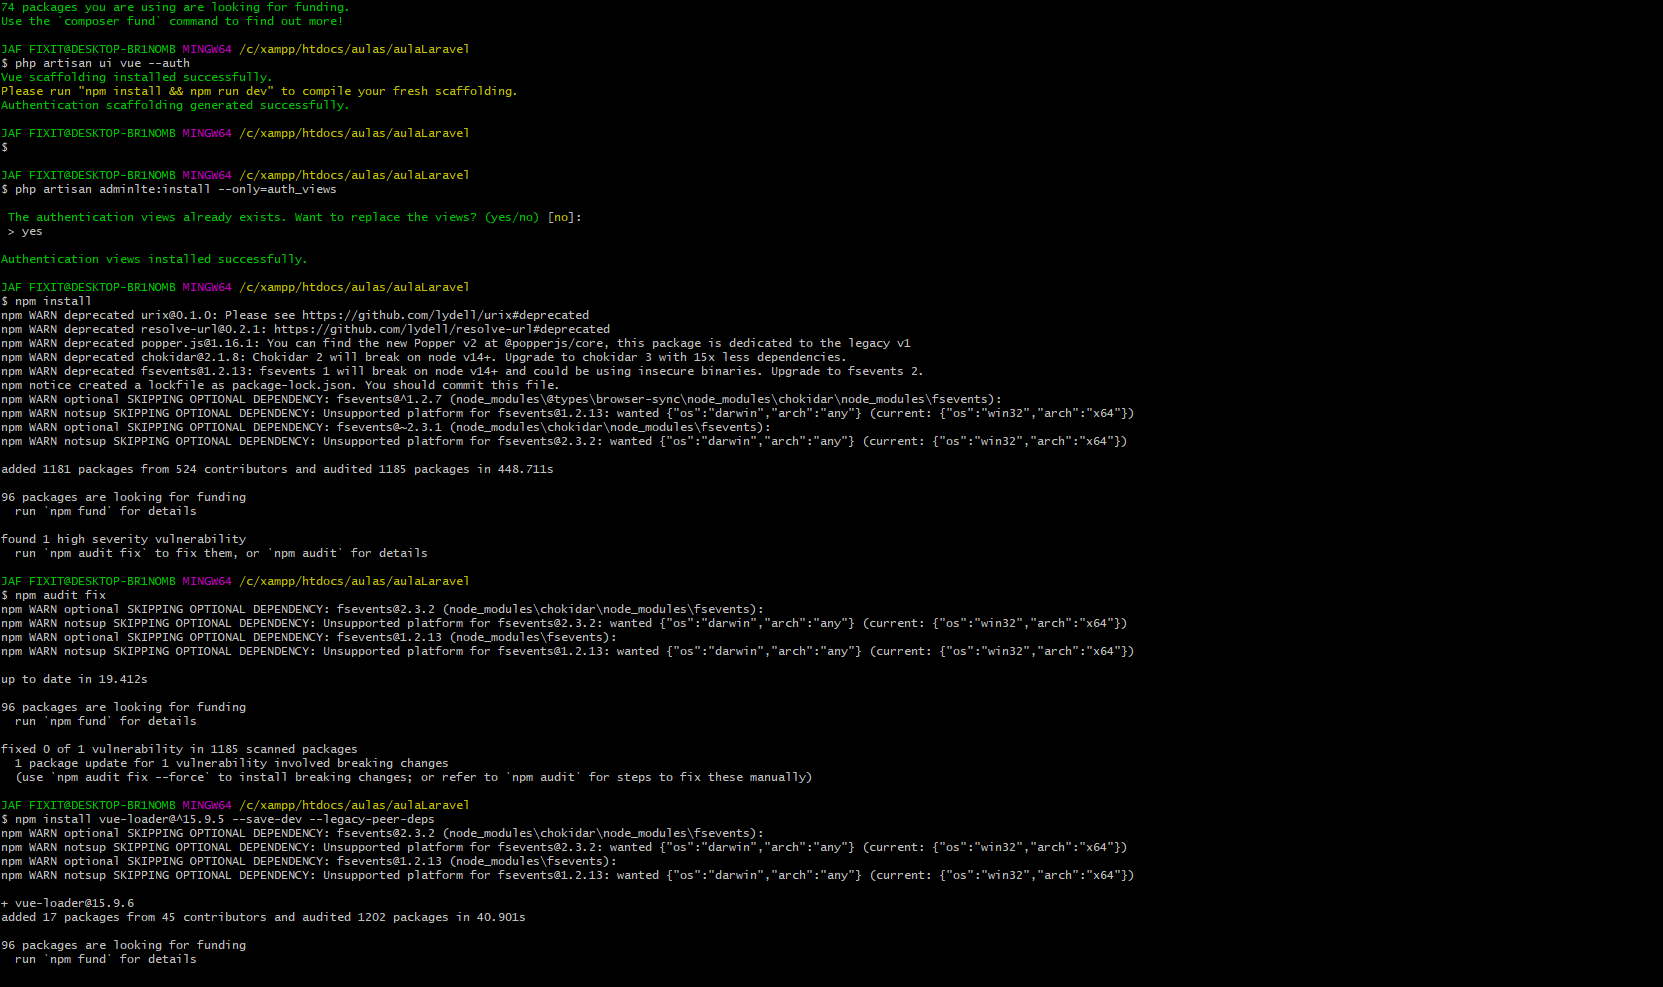 74 packages you are using are looking for funding.
Use the `composer fund` command to find out more!
JAF FIXIT@DESKTOP-BR1NOMB MINGW64 /c/xampp/htdocs/aulas/aulaLaravel
$ php artisan ui vue --auth
Vue scaffolding installed successfully.
Please run "npm install && npm run dev" to compile your fresh scaffolding.
Authentication scaffolding generated successfully.
JAF FIXIT@DESKTOP-BR1NOMB MINGW64 /c/xampp/htdocs/aulas/aulaLaravel
$
JAF FIXIT@DESKTOP-BR1NOMB MINGW64 /c/xampp/htdocs/aulas/aulaLaravel
$ php artisan adminlte:install --only=auth_views
The authentication views already exists. Want to replace the views? (yes/no) [no]:
> yes
Authentication views installed successfully.
JAF FIXIT@DESKTOP-BR1NOMB MINGW64 /c/xampp/htdocs/aulas/aulaLaravel
$ npm install
npm WARN deprecated urix@0.1.0: Please see https://github.com/lydell/urix#deprecated
npm WARN deprecated resolve-url@0.2.1: https://github.com/lydell/resolve-url#deprecated
npm WARN deprecated popper.js@1.16.1: You can find the new Popper v2 at @popperjs/core, this package is dedicated to the legacy v1
npm WARN deprecated chokidar@2.1.8: Chokidar 2 will break on node v14+. Upgrade to chokidar 3 with 15x less dependencies.
npm WARN deprecated fsevents@1.2.13: fsevents 1 will break on node v14+ and could be using insecure binaries. Upgrade to fsevents 2.
npm notice created a lockfile as package-lock.json. You should commit this file.
npm WARN optional SKIPPING OPTIONAL DEPENDENCY: fsevents@^1.2.7 (node_modules\@types\browser-sync\node_modules\chokidar\node_modules\fsevents):
npm WARN notsup SKIPPING OPTIONAL DEPENDENCY: Unsupported platform for fsevents@1.2.13: wanted {"os":"darwin","arch":"any"} (current: {"os":"win32","arch":"x64"})
npm WARN optional SKIPPING OPTIONAL DEPENDENCY: fsevents@~2.3.1 (node_modules\chokidar\node_modules\fsevents):
npm WARN notsup SKIPPING OPTIONAL DEPENDENCY: Unsupported platform for fsevents@2.3.2: wanted {"os":"darwin","arch":"any"} (current: {"os":"win32","arch":"x64"})
added 1181 packages from 524 contributors and audited 1185 packages in 448.711s
96 packages are looking for funding
run `npm fund` for details
found 1 high severity vulnerability
run `npm audit fix` to fix them, or `npm audit` for details
JAF FIXIT@DESKTOP-BR1NOMB MINGW64 /c/xampp/htdocs/aulas/aulaLaravel
$ npm audit fix
npm WARN optional SKIPPING OPTIONAL DEPENDENCY: fsevents@2.3.2 (node_modules\chokidar\node_modules\fsevents):
npm WARN notsup SKIPPING OPTIONAL DEPENDENCY: Unsupported platform for fsevents@2.3.2: wanted {"os":"darwin","arch":"any"} (current: {"os":"win32","arch":"x64"})
npm WARN optional SKIPPING OPTIONAL DEPENDENCY: fsevents@1.2.13 (node_modules\fsevents):
npm WARN notsup SKIPPING OPTIONAL DEPENDENCY: Unsupported platform for fsevents@1.2.13: wanted {"os":"darwin","arch":"any"} (current: {"os":"win32","arch":"x64"})
up to date in 19.412s
96 packages are looking for funding
run `npm fund` for details
fixed 0 of 1 vulnerability in 1185 scanned packages
1 package update for 1 vulnerability involved breaking changes
(use `npm audit fix --force` to install breaking changes; or refer to `npm audit` for steps to fix these manually)
JAF FIXIT@DESKTOP-BR1NOMB MINGW64 /c/xampp/htdocs/aulas/aulaLaravel
$ npm install vue-loader@^15.9.5 --save-dev --legacy-peer-deps
npm WARN optional SKIPPING OPTIONAL DEPENDENCY: fsevents@2.3.2 (node_modules\chokidar\node_modules\fsevents):
npm WARN notsup SKIPPING OPTIONAL DEPENDENCY: Unsupported platform for fsevents@2.3.2: wanted {"os":"darwin","arch":"any"} (current: {"os":"win32","arch":"x64"})
npm WARN optional SKIPPING OPTIONAL DEPENDENCY: fsevents@1.2.13 (node_modules\fsevents):
npm WARN notsup SKIPPING OPTIONAL DEPENDENCY: Unsupported platform for fsevents@1.2.13: wanted {"os":"darwin","arch":"any"} (current: {"os":"win32","arch":"x64"})
+ vue-loader@15.9.6
added 17 packages from 45 contributors and audited 1202 packages in 40.901s
96 packages are looking for funding
run `npm fund` for details